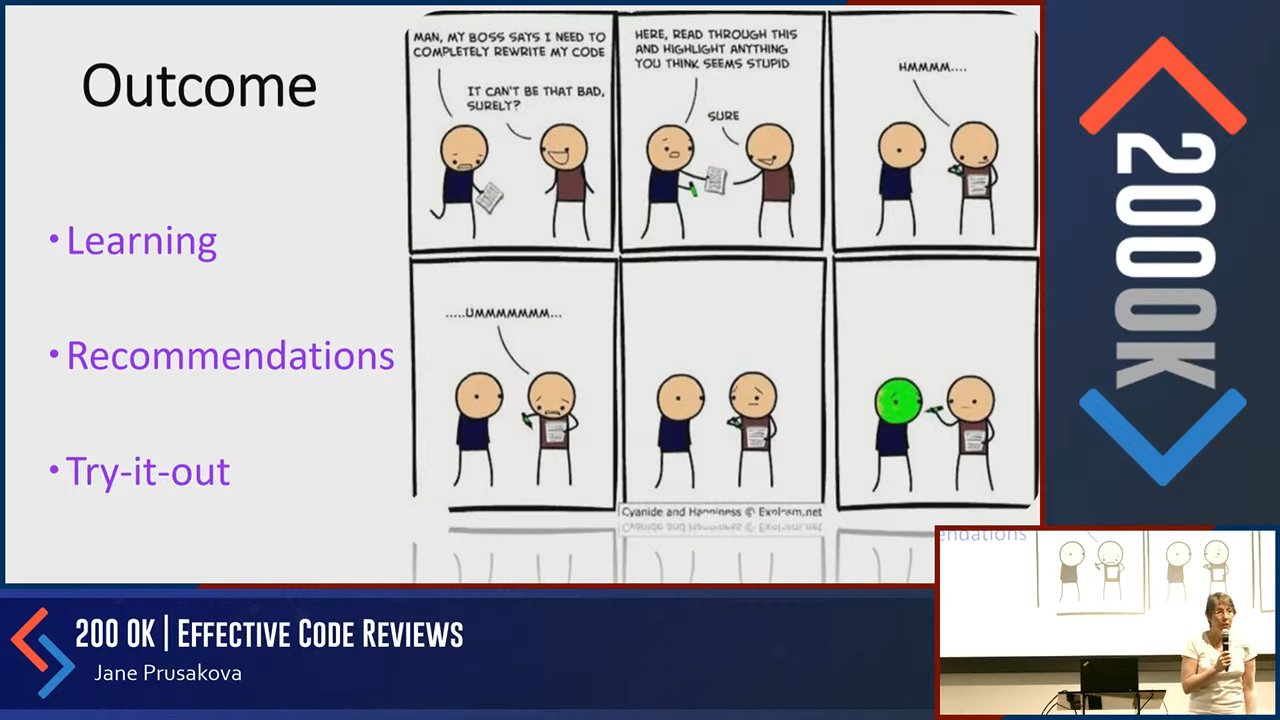 Outcome
• Learning
• Recommendations
• Try-it-out
MAN, MY BOSS SAYS I NEED TO
COMPLETELY REWRITE MY CODE
IT CAN'T BE THAT BAD,
SURELY?
HERE, READ THROUGH THIS
AND HIGHLIGHT ANYTHING
YOU THINK SEEMS STUPID
SURE
HMMMM....
.....UMMMMMMM...
Cyanide and Happiness © Explosm.net
200OK
endations
200 OK | Effective Code Reviews
Jane Prusakova